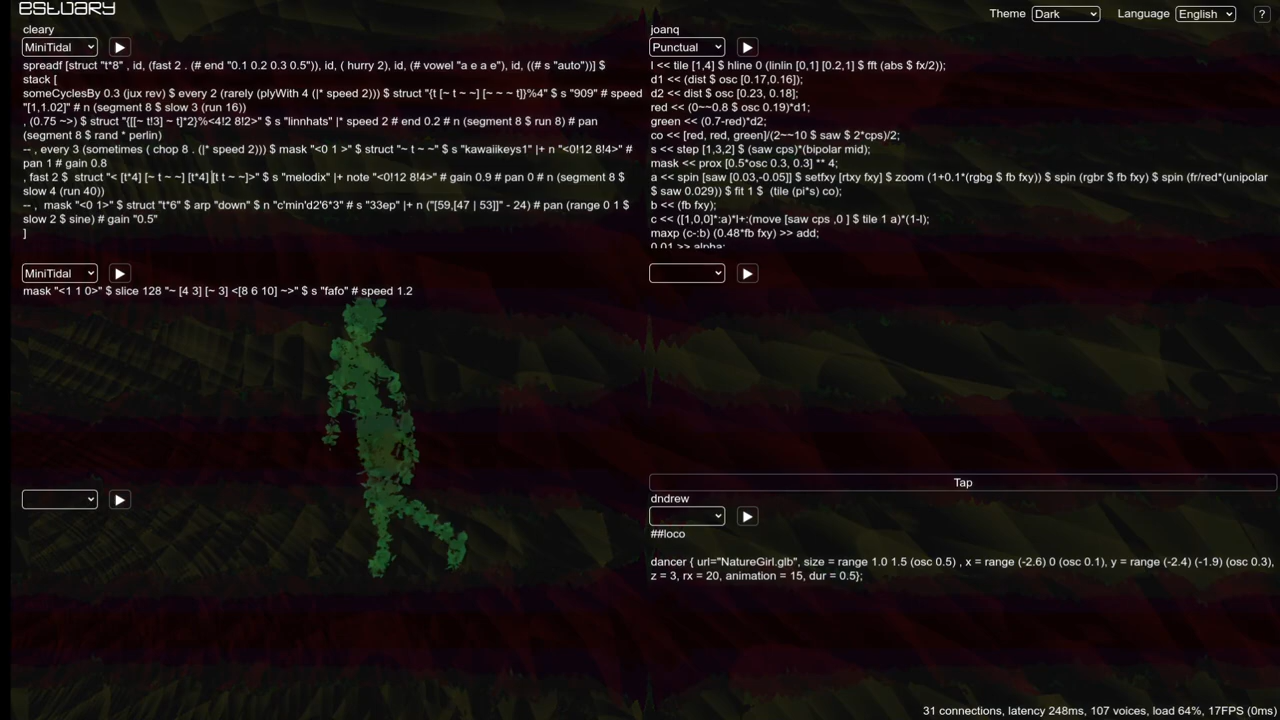 estuary
Theme Dark Language English ?
cleary
MiniTidal
spreadf [struct "t*8" , id, (fast 2 . (# end "0.1 0.2 0.3 0.5")), id, ( hurry 2), id, (# vowel "a e a e"), id, ((# s "auto"))] $
stack [
someCyclesBy 0.3 (jux rev) $ every 2 (rarely (plyWith 4 (|* speed 2))) $ struct "{t [~ t ~ ~] [~ ~ ~ t]}%4" $ s "909" # speed
"[1,1.02]" # n (segment 8 $ slow 3 (run 16))
, (0.75 ~>) $ struct "{[[~ t!3] ~ t]*2}%<4!2 8!2>" $ s "linnhats" |* speed 2 # end 0.2 # n (segment 8 $ run 8) # pan
(segment 8 $ rand * perlin)
-- , every 3 (sometimes ( chop 8 . (|* speed 2))) $ mask "<0 1 >" $ struct "~ t ~ ~" $ s "kawaiikeys1" |+ n "<0!12 8!4>" #
pan 1 # gain 0.8
, fast 2 $  struct "< [t*4] [~ t ~ ~] [t*4] [t t ~ ~]>" $ s "melodix" |+ note "<0!12 8!4>" # gain 0.9 # pan 0 # n (segment 8 $
slow 4 (run 40))
-- ,  mask "<0 1>" $ struct "t*6" $ arp "down" $ n "c'min'd2'6*3" # s "33ep" |+ n ("[59,[47 | 53]]" - 24) # pan (range 0 1 $
slow 2 $ sine) # gain "0.5"
]
MiniTidal
mask "<1 1 0>" $ slice 128 "~ [4 3] [~ 3] <[8 6 10] ~>" $ s "fafo" # speed 1.2
joanq
Punctual
l << tile [1,4] $ hline 0 (linlin [0,1] [0.2,1] $ fft (abs $ fx/2));
d1 << (dist $ osc [0.17,0.16]);
d2 << dist $ osc [0.23, 0.18];
red << (0~~0.8 $ osc 0.19)*d1;
green << (0.7-red)*d2;
co << [red, red, green]/(2~~10 $ saw $ 2*cps)/2;
s << step [1,3,2] $ (saw cps)*(bipolar mid);
mask << prox [0.5*osc 0.3, 0.3] ** 4;
a << spin [saw [0.03,-0.05]] $ setfxy [rtxy fxy] $ zoom (1+0.1*(rgbg $ fb fxy)) $ spin (rgbr $ fb fxy) $ spin (fr/red*(unipolar
$ saw 0.029)) $ fit 1 $  (tile (pi*s) co);
b << (fb fxy);
c << ([1,0,0]*:a)*l+:(move [saw cps ,0 ] $ tile 1 a)*(1-l);
maxp (c-:b) (0.48*fb fxy) >> add;
0.01 >> alpha;
Tap
dndrew
##loco
dancer { url="NatureGirl.glb", size = range 1.0 1.5 (osc 0.5) , x = range (-2.6) 0 (osc 0.1), y = range (-2.4) (-1.9) (osc 0.3),
z = 3, rx = 20, animation = 15, dur = 0.5};
31 connections, latency 248ms, 107 voices, load 64%, 17FPS (0ms)